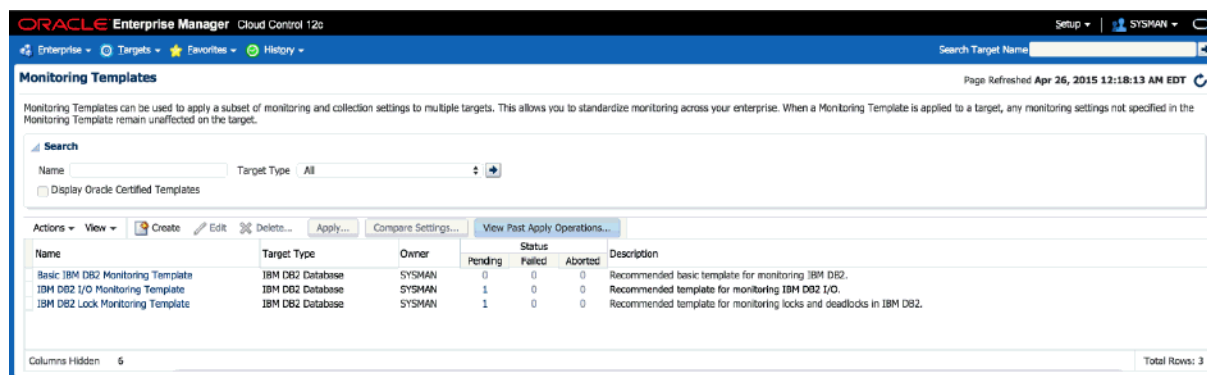 ORACLE Enterprise Manager Cloud Control 12c
Setup
SYSMAN
Enterprise
Targets
Favorites
History
Search Target Name
Monitoring Templates
Page Refreshed Apr 26, 2015 12:18:13 AM EDT
Monitoring Templates can be used to apply a subset of monitoring and collection settings to multiple targets. This allows you to standardize monitoring across your enterprise. When a Monitoring Template is applied to a target, any monitoring settings not specified in the
Monitoring Template remain unaffected on the target.
Search
Name
Target Type All
Display Oracle Certified Templates
Actions View Create Edit Delete... Apply... Compare Settings... View Past Apply Operations...
Name Target Type Owner Status Description
Pending Failed Aborted
Basic IBM DB2 Monitoring Template IBM DB2 Database SYSMAN 0 0 0 Recommended basic template for monitoring IBM DB2.
IBM DB2 I/O Monitoring Template IBM DB2 Database SYSMAN 1 0 0 Recommended template for monitoring IBM DB2 I/O.
IBM DB2 Lock Monitoring Template IBM DB2 Database SYSMAN 1 0 0 Recommended template for monitoring locks and deadlocks in IBM DB2.
Columns Hidden 6
Total Rows: 3